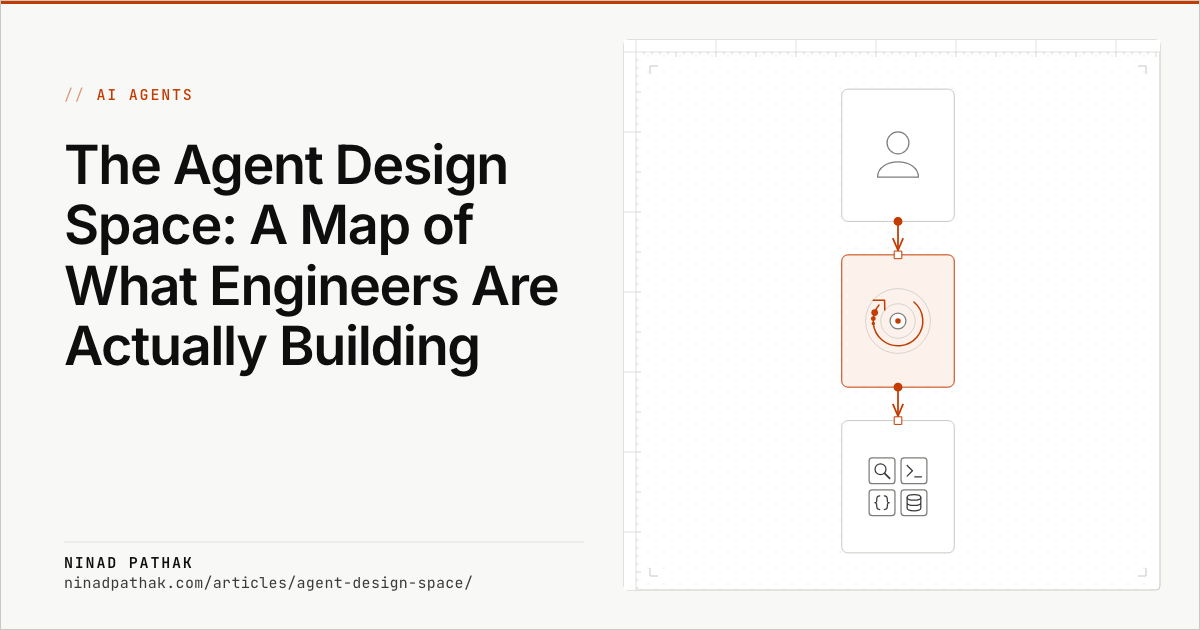 // AI AGENTS
The Agent Design
Space: A Map of
What Engineers Are
Actually Building
NINAD PATHAK
ninadpathak.com/articles/agent-design-space/